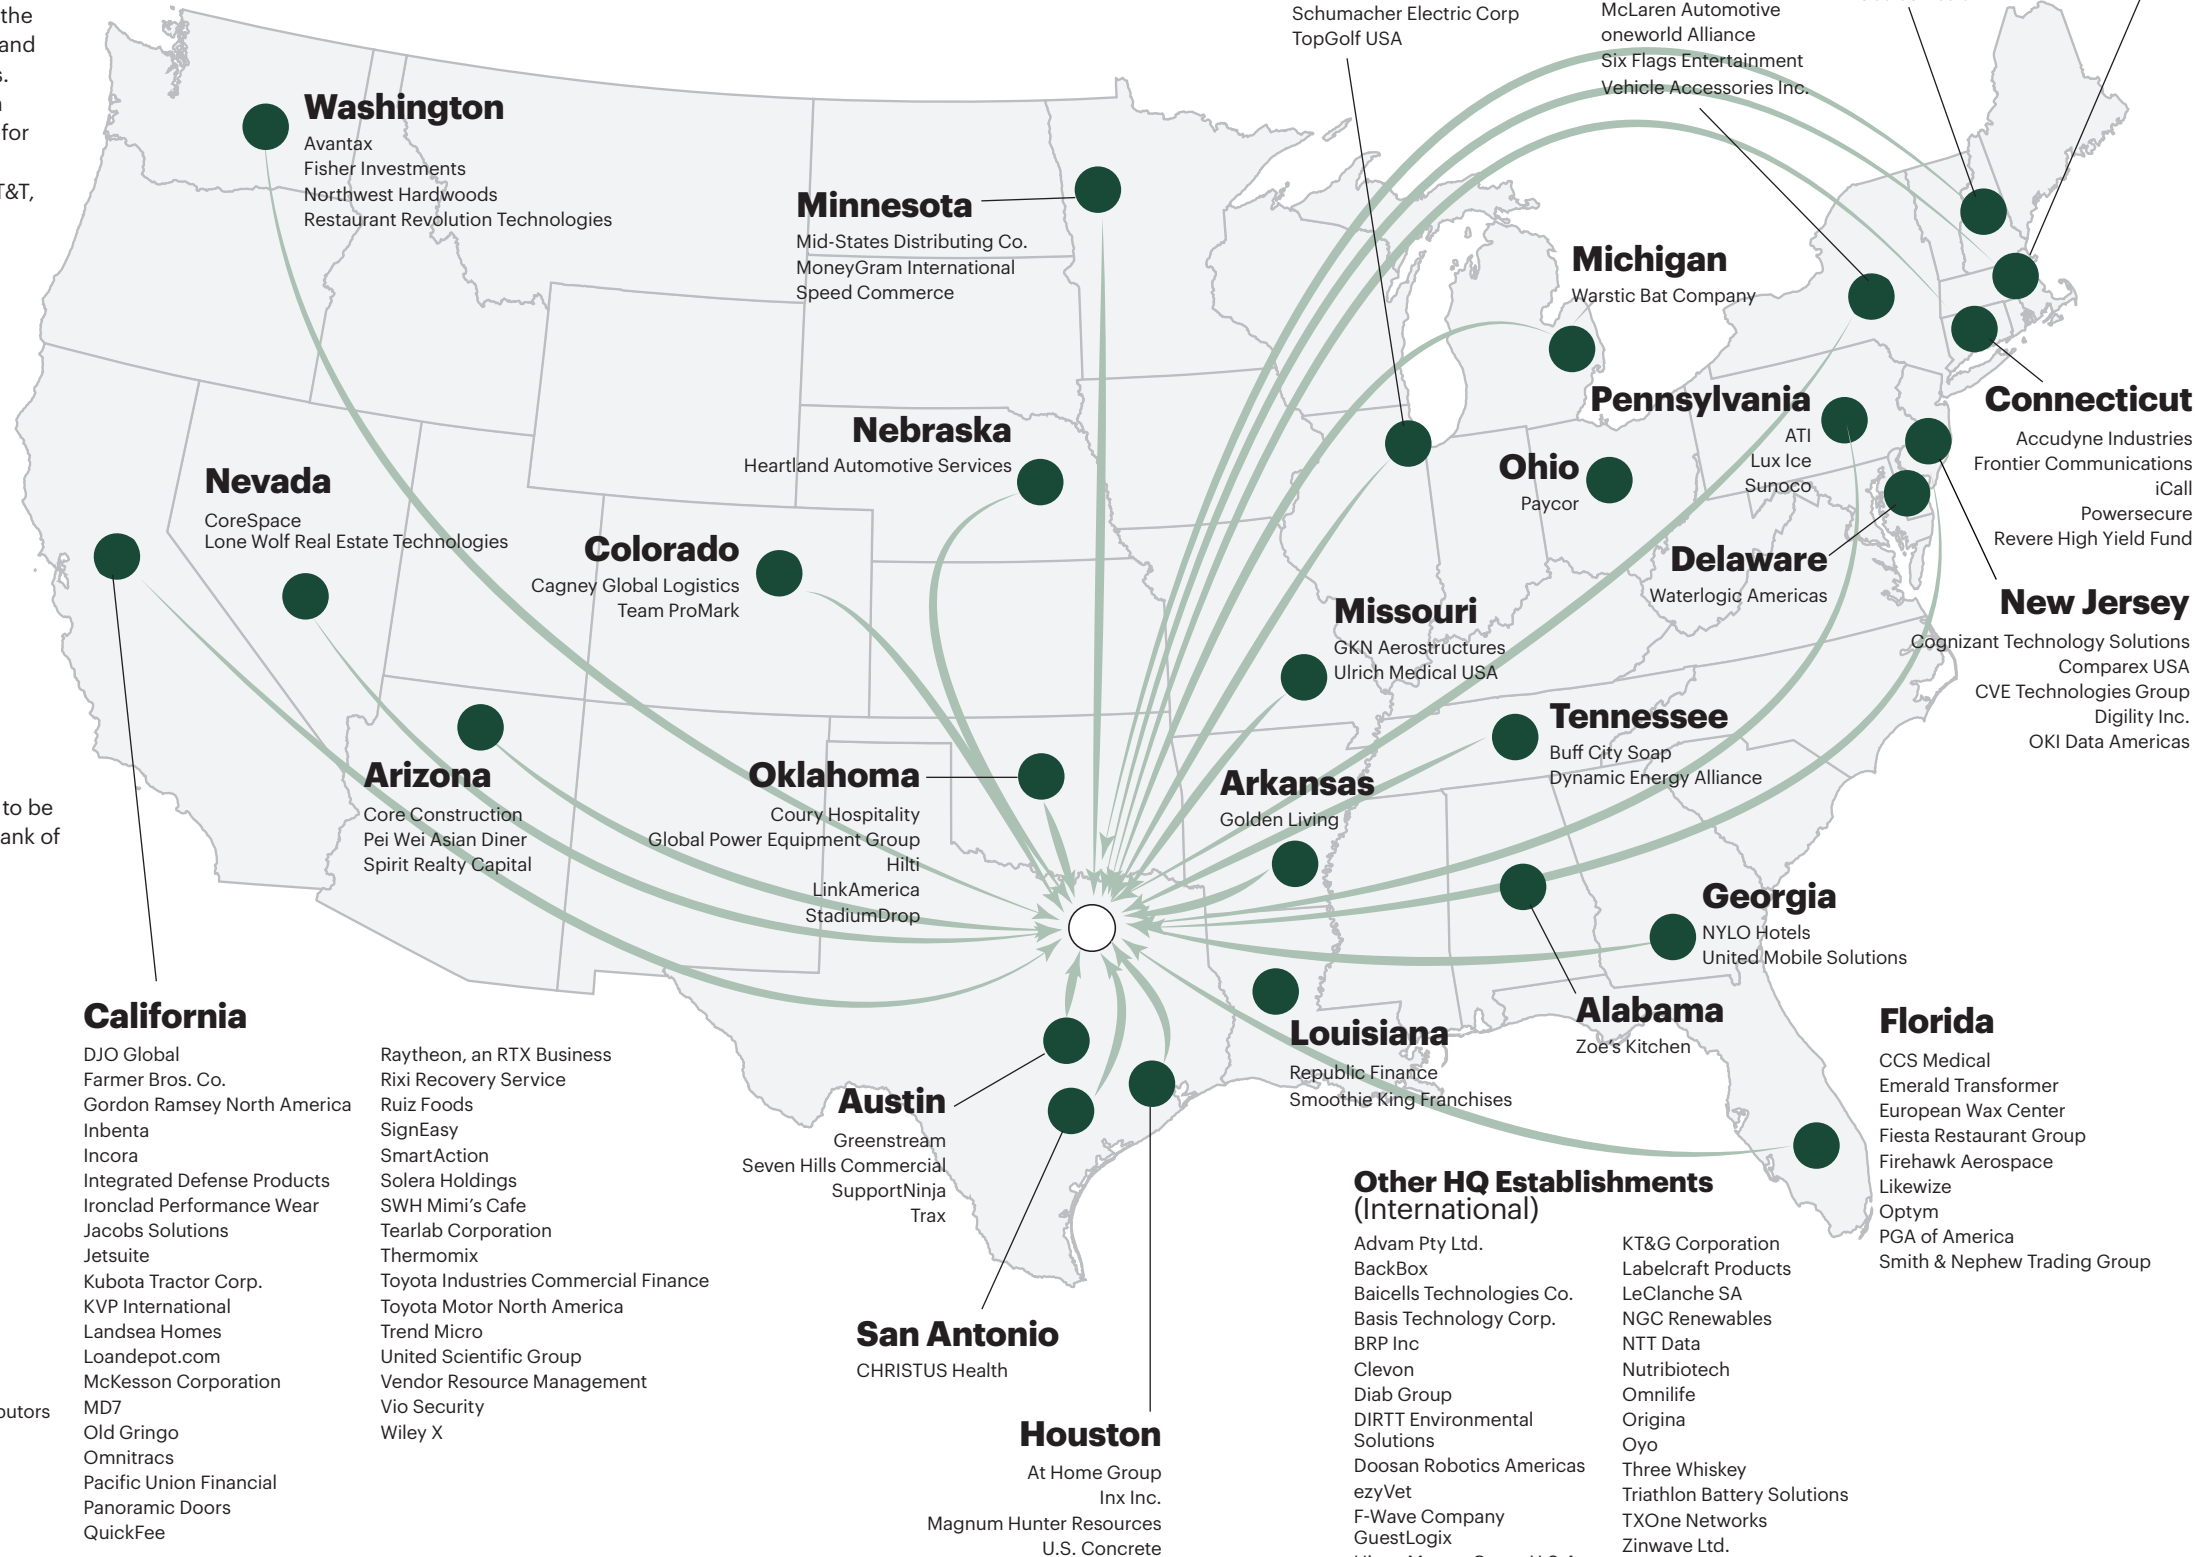 the
and
s.
for
T&T,
to be
ank of
butors
Schumacher Electric Corp
TopGolf USA
McLaren Automotive
oneworld Alliance
Six Flags Entertainment
Vehicle Accessories Inc.
Washington
Avantax
Fisher Investments
Northwest Hardwoods
Restaurant Revolution Technologies
Minnesota
Mid-States Distributing Co.
MoneyGram International
Speed Commerce
Michigan
Warstic Bat Company
Nebraska
Heartland Automotive Services
Pennsylvania
ATI
Lux Ice
Sunoco
Connecticut
Accudyne Industries
Frontier Communications
iCall
Powersecure
Revere High Yield Fund
Nevada
CoreSpace
Lone Wolf Real Estate Technologies
Ohio
Paycor
Colorado
Cagney Global Logistics
Team ProMark
Delaware
Waterlogic Americas
New Jersey
Cognizant Technology Solutions
Comparex USA
CVE Technologies Group
Digility Inc.
OKI Data Americas
Missouri
GKN Aerostructures
Ulrich Medical USA
Tennessee
Buff City Soap
Dynamic Energy Alliance
Arizona
Core Construction
Pei Wei Asian Diner
Spirit Realty Capital
Oklahoma
Coury Hospitality
Global Power Equipment Group
Hilti
LinkAmerica
StadiumDrop
Arkansas
Golden Living
Georgia
NYLO Hotels
United Mobile Solutions
Alabama
Zoe's Kitchen
Louisiana
Republic Finance
Smoothie King Franchises
Florida
CCS Medical
Emerald Transformer
European Wax Center
Fiesta Restaurant Group
Firehawk Aerospace
Likewize
Optym
PGA of America
Smith & Nephew Trading Group
California
DJO Global
Farmer Bros. Co.
Gordon Ramsey North America
Inbenta
Incora
Integrated Defense Products
Ironclad Performance Wear
Jacobs Solutions
Jetsuite
Kubota Tractor Corp.
KVP International
Landsea Homes
Loandepot.com
McKesson Corporation
MD7
Old Gringo
Omnitracs
Pacific Union Financial
Panoramic Doors
QuickFee
Raytheon, an RTX Business
Rixi Recovery Service
Ruiz Foods
SignEasy
SmartAction
Solera Holdings
SWH Mimi's Cafe
Tearlab Corporation
Thermomix
Toyota Industries Commercial Finance
Toyota Motor North America
Trend Micro
United Scientific Group
Vendor Resource Management
Vio Security
Wiley X
Austin
Greenstream
Seven Hills Commercial
SupportNinja
Trax
San Antonio
CHRISTUS Health
Houston
At Home Group
Inx Inc.
Magnum Hunter Resources
U.S. Concrete
Other HQ Establishments
(International)
Advam Pty Ltd.
BackBox
Baicells Technologies Co.
Basis Technology Corp.
BRP Inc
Clevon
Diab Group
DIRTT Environmental
Solutions
Doosan Robotics Americas
ezyVet
F-Wave Company
GuestLogix
KT&G Corporation
Labelcraft Products
LeClanche SA
NGC Renewables
NTT Data
Nutribiotech
Omnilife
Origina
Oyo
Three Whiskey
Triathlon Battery Solutions
TXOne Networks
Zinwave Ltd.